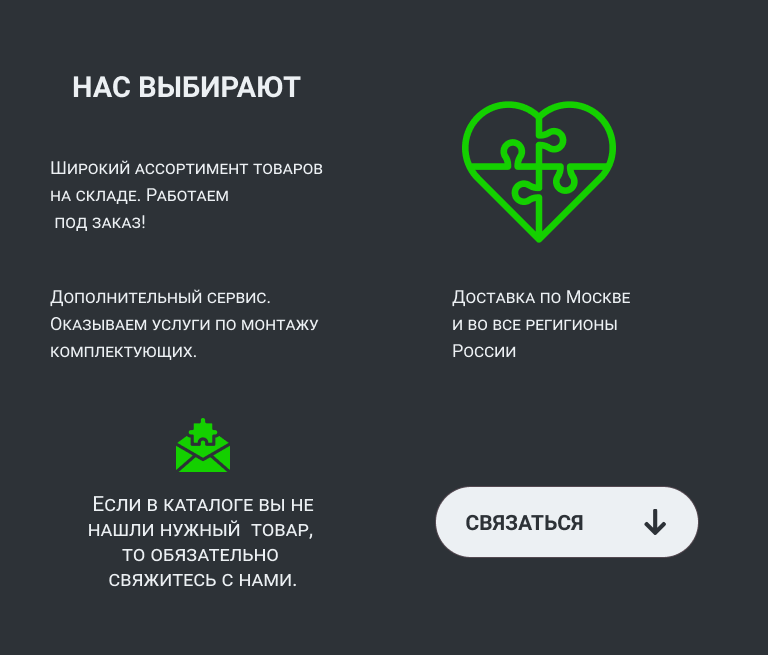 НАС ВЫБИРАЮТ
Широкий ассортимент товаров
на складе. Работаем
под заказ!
Дополнительный сервис.
Оказываем услуги по монтажу
комплектующих.
Доставка по Москве
и во все регигионы
России
Если в каталоге вы не
нашли нужный  товар,
то обязательно
свяжитесь с нами.
СВЯЗАТЬСЯ